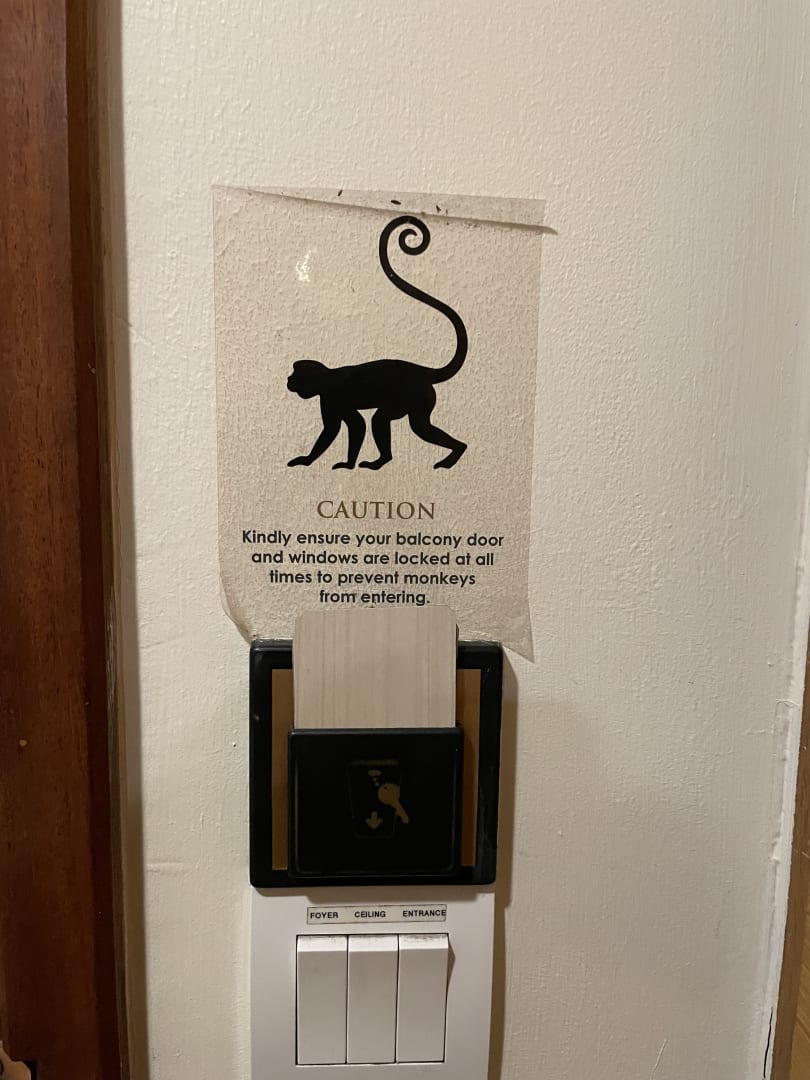 CAUTION
Kindly ensure your balcony door
and windows are locked at all
times to prevent monkeys
from entering.
FOYER CEILING ENTRANCE